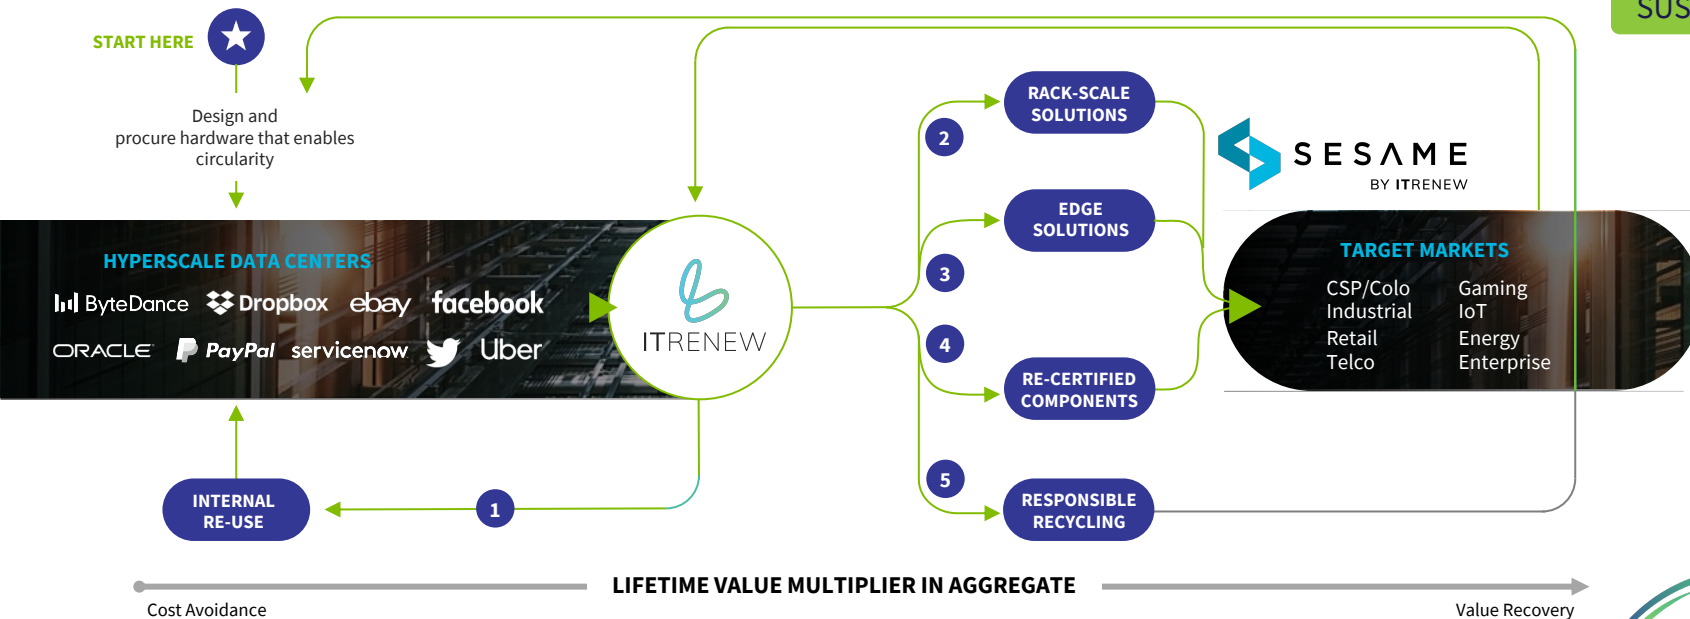 SUS
START HERE
Design and
procure hardware that enables
circularity
HYPERSCALE DATA CENTERS
ByteDance Dropbox ebay facebook
ORACLE PayPal servicenow Uber
ITRENEW
1
INTERNAL
RE-USE
2
3
4
5
RACK-SCALE
SOLUTIONS
EDGE
SOLUTIONS
RE-CERTIFIED
COMPONENTS
RESPONSIBLE
RECYCLING
SESAME
BY ITRENEW
TARGET MARKETS
CSP/Colo Gaming
Industrial IoT
Retail Energy
Telco Enterprise
LIFETIME VALUE MULTIPLIER IN AGGREGATE
Cost Avoidance
Value Recovery